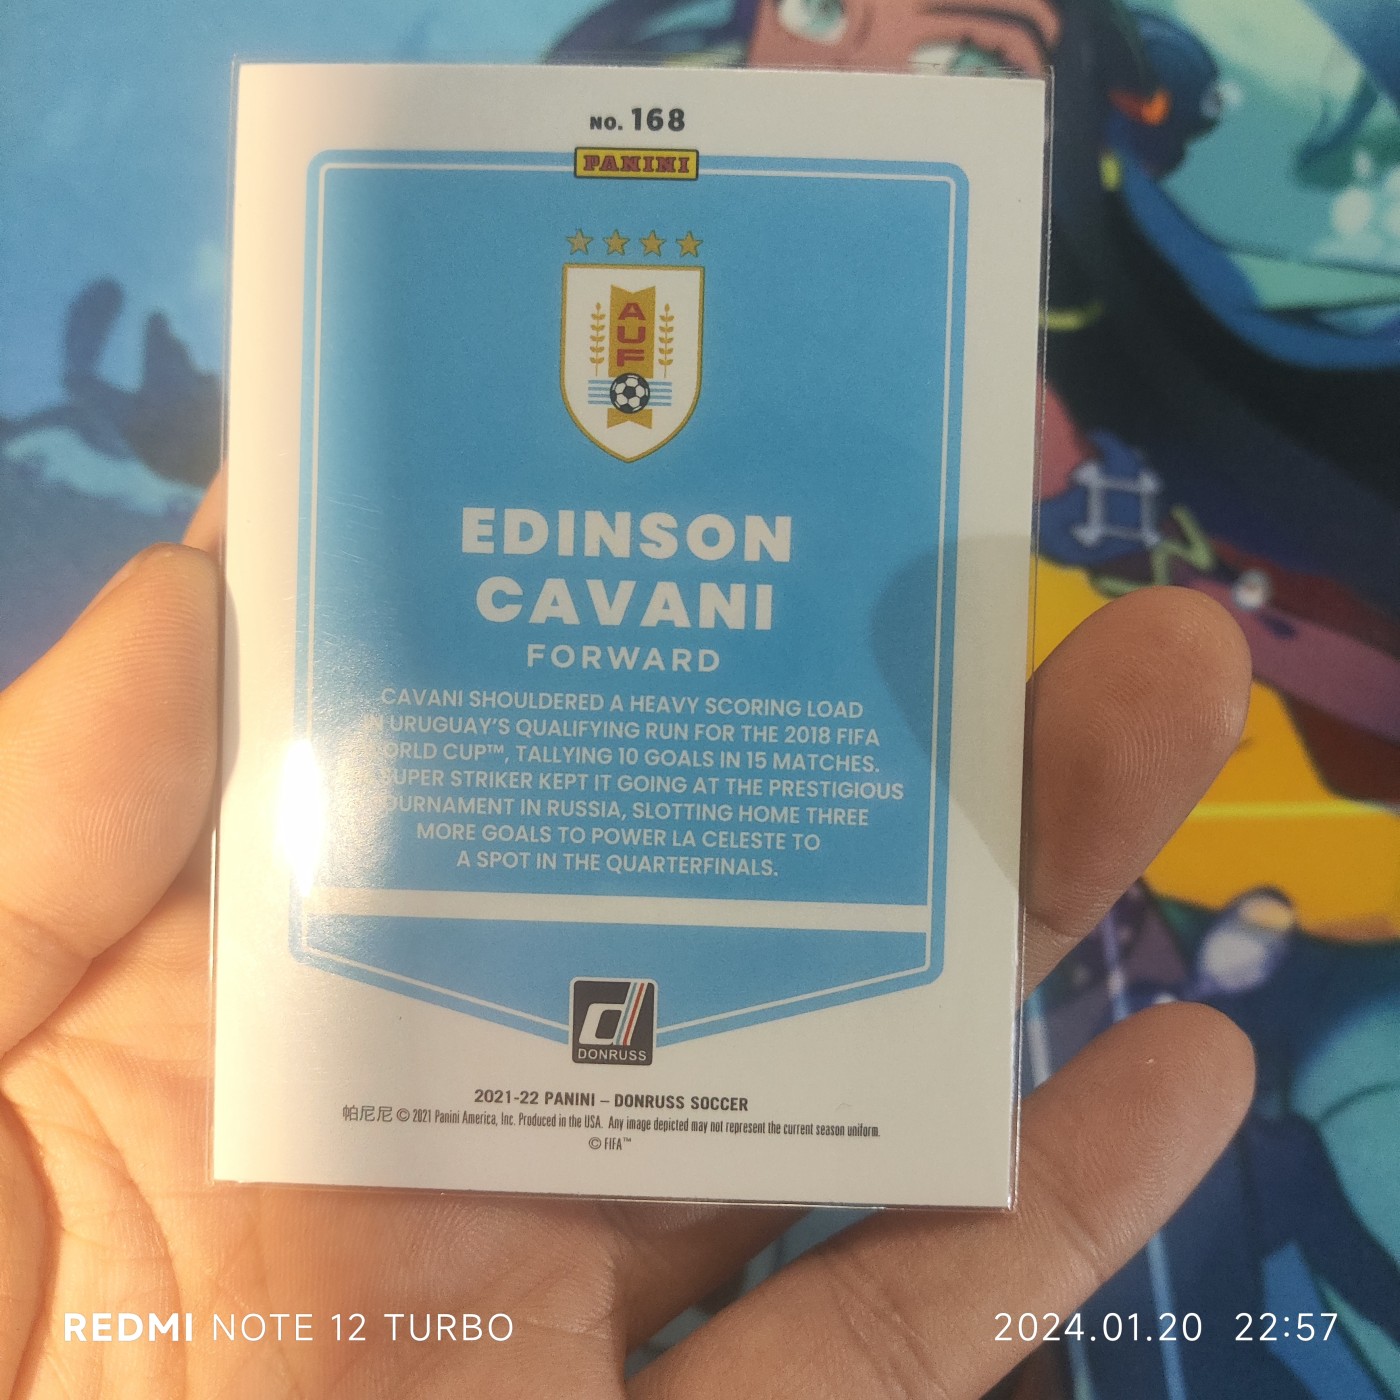 NO. 168
PANINI
AUF
EDINSON
CAVANI
FORWARD
CAVANI SHOULDERED A HEAVY SCORING LOAD
URUGUAY'S QUALIFYING RUN FOR THE 2018 FIFA
CUP™, TALLYING 10 GOALS IN 15 MATCHES.
SUPER STRIKER KEPT IT GOING AT THE PRESTIGIOUS
IN RUSSIA, SLOTTING HOME THREE
MORE GOALS TO POWER LA CELESTE TO
A SPOT IN THE QUARTERFINALS.
d
DONRUSS
2021-22 PANINI – DONRUSS SOCCER
帕尼尼 © 2021 Panini America, Inc. Produced in the USA. Any image depicted may not represent the current season uniform.
© FIFA™
REDMI NOTE 12 TURBO
2024.01.20 22:57